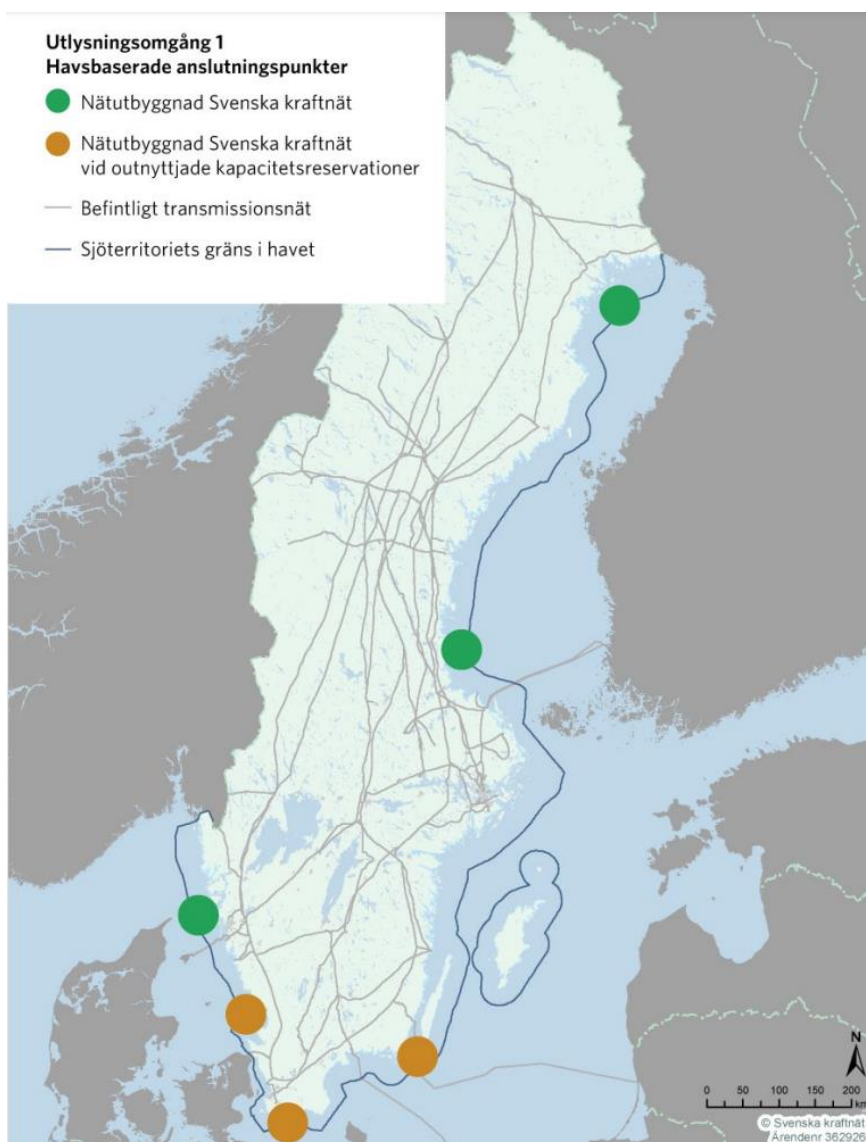 Utlysningsomgång 1
Havsbaserade anslutningspunkter
Nätutbyggnad Svenska kraftnät
Nätutbyggnad Svenska kraftnät
vid outnyttjade kapacitetsreservationer
Befintligt transmissionsnät
Sjöterritoriets gräns i havet
N
0 50 100 150 200
km
© Svenska kraftnät
Ärendenr 362926